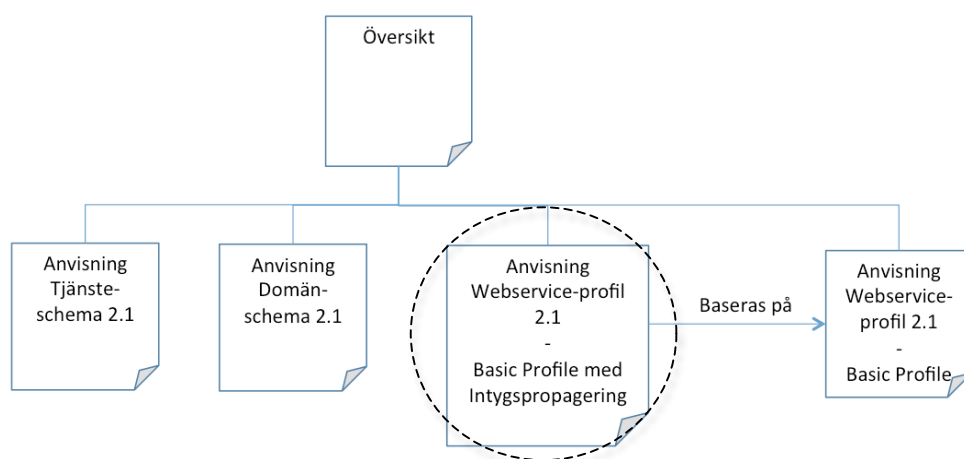 Översikt
Anvisning
Tjänste-
schema 2.1
Anvisning
Domän-
schema 2.1
Anvisning
Webservice-profil
2.1
-
Basic Profile med
Intygspropagering
Baseras på
Anvisning
Webservice-
profil 2.1
-
Basic Profile